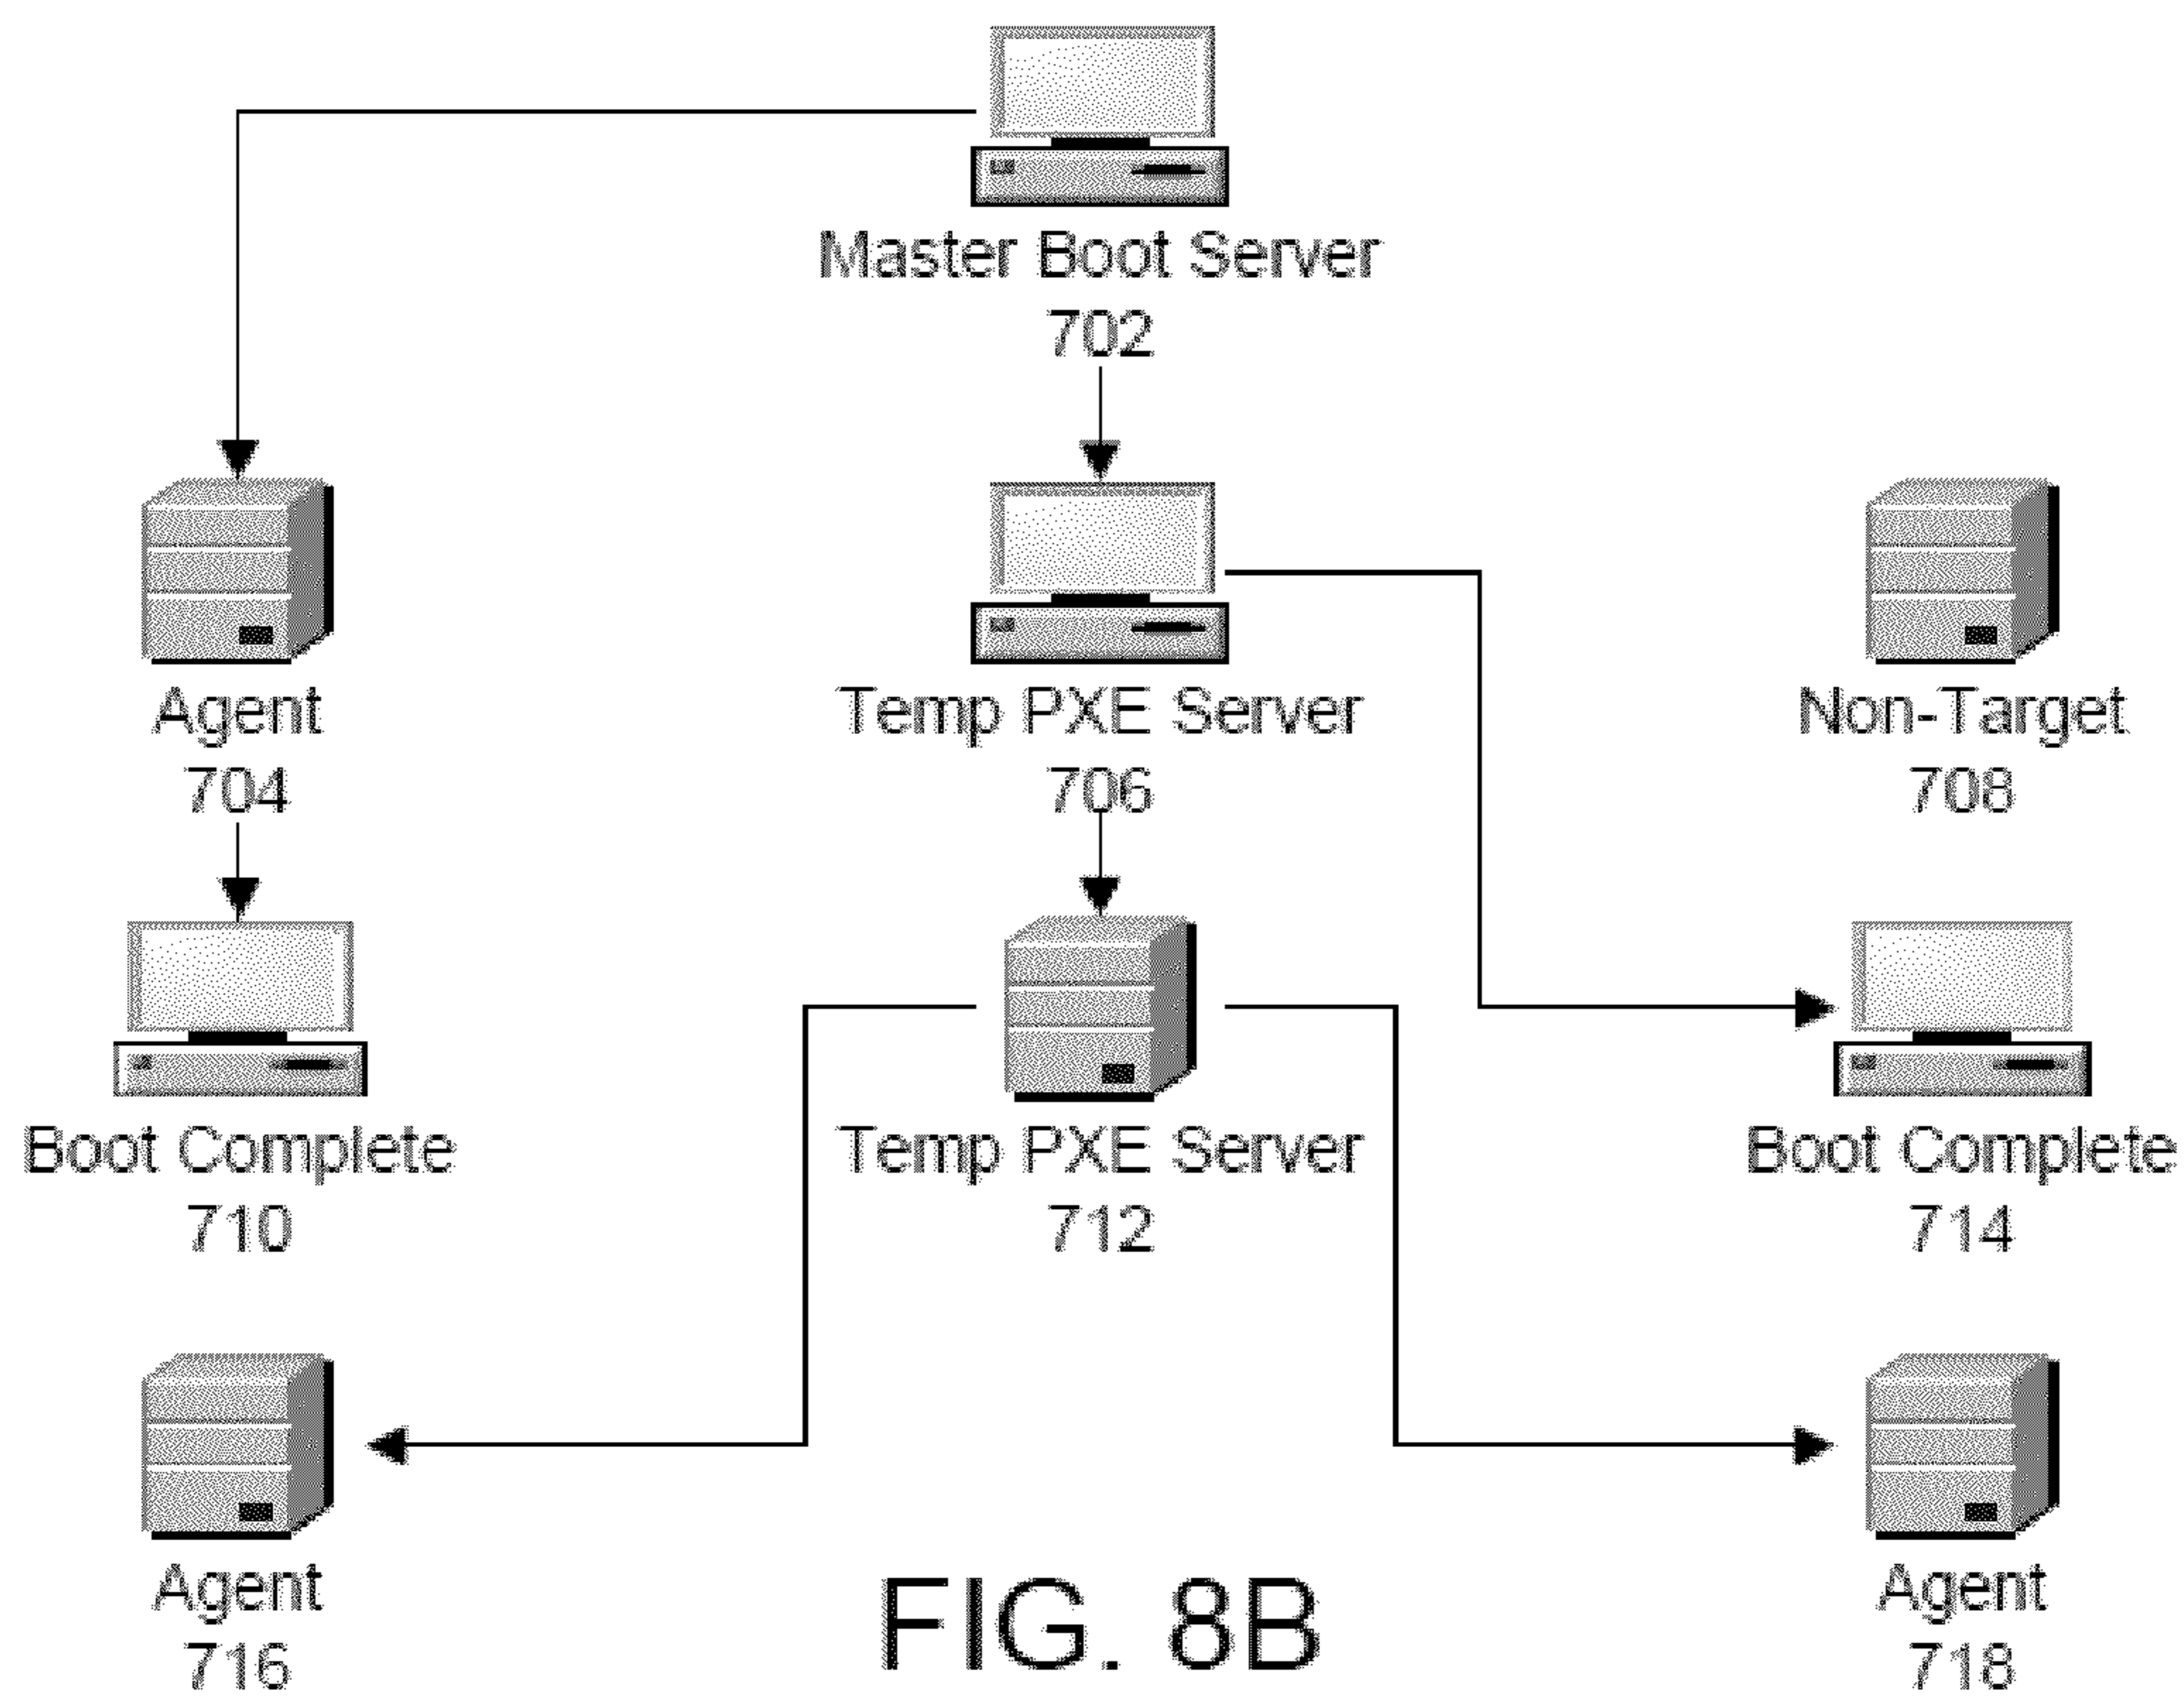 Master Boot Server
702
Agent
704
Temp PXE Server
706
Non-Target
708
Boot Complete
710
Temp PXE Server
712
Boot Complete
714
Agent
716
Agent
718
FIG. 8B